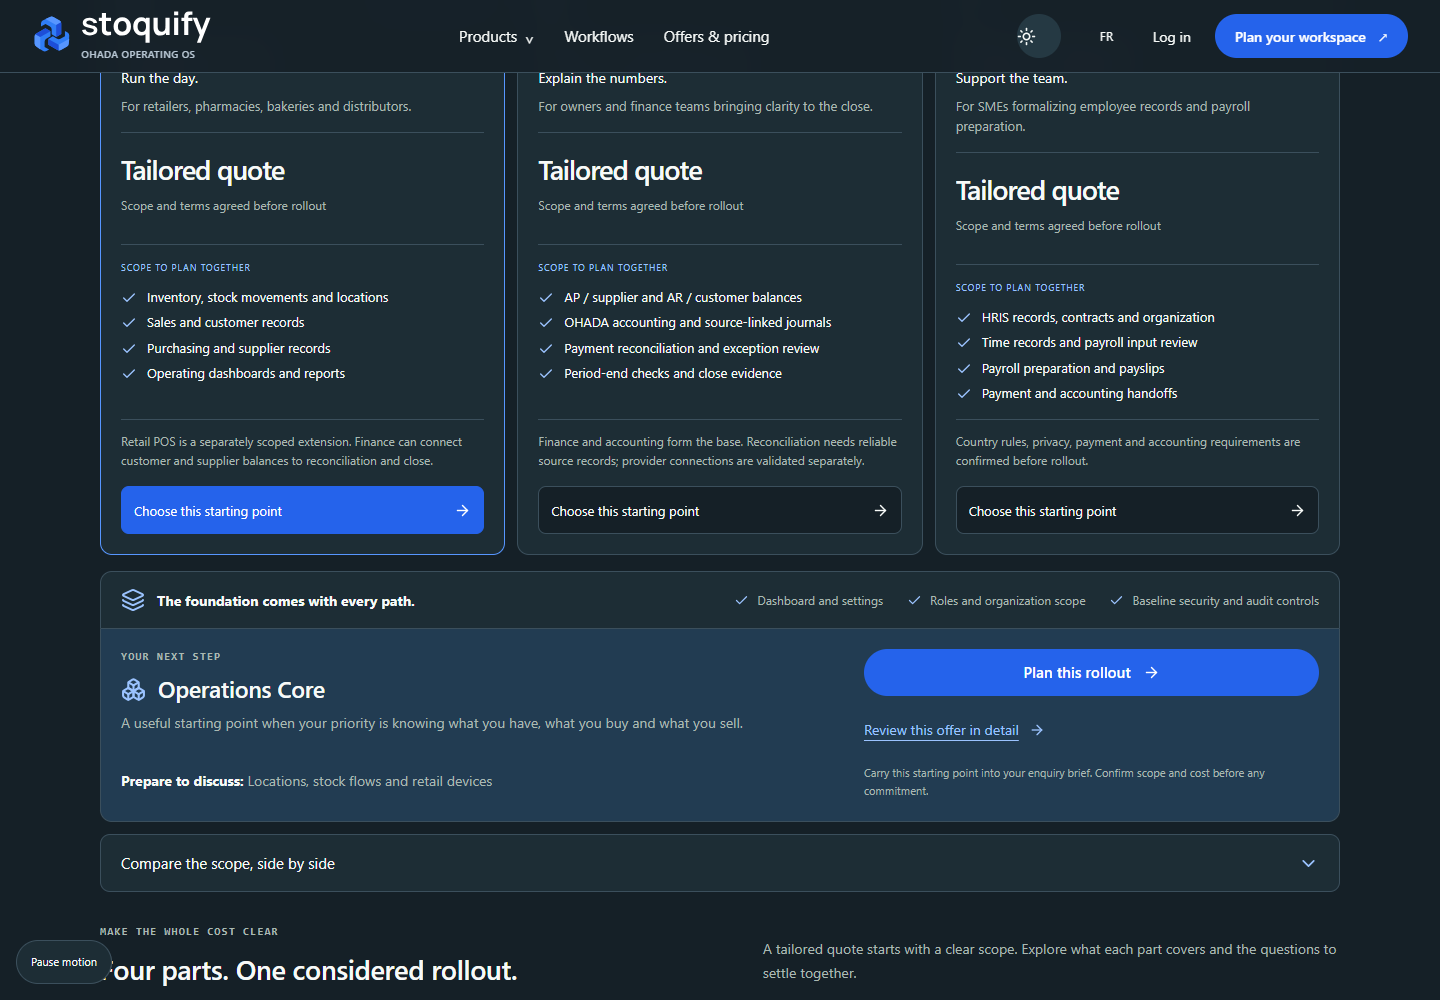 stoquify
OHADA OPERATING OS
Products
Workflows
Offers & pricing
FR
Log in
Plan your workspace
Run the day.
For retailers, pharmacies, bakeries and distributors.
Tailored quote
Scope and terms agreed before rollout
SCOPE TO PLAN TOGETHER
Inventory, stock movements and locations
Sales and customer records
Purchasing and supplier records
Operating dashboards and reports
Retail POS is a separately scoped extension. Finance can connect
customer and supplier balances to reconciliation and close.
Choose this starting point
Explain the numbers.
For owners and finance teams bringing clarity to the close.
Tailored quote
Scope and terms agreed before rollout
SCOPE TO PLAN TOGETHER
AP / supplier and AR / customer balances
OHADA accounting and source-linked journals
Payment reconciliation and exception review
Period-end checks and close evidence
Finance and accounting form the base. Reconciliation needs reliable
source records; provider connections are validated separately.
Choose this starting point
Support the team.
For SMEs formalizing employee records and payroll
preparation.
Tailored quote
Scope and terms agreed before rollout
SCOPE TO PLAN TOGETHER
HRIS records, contracts and organization
Time records and payroll input review
Payroll preparation and payslips
Payment and accounting handoffs
Country rules, privacy, payment and accounting requirements are
confirmed before rollout.
Choose this starting point
The foundation comes with every path.
Dashboard and settings
Roles and organization scope
Baseline security and audit controls
YOUR NEXT STEP
Operations Core
A useful starting point when your priority is knowing what you have, what you buy and what you sell.
Prepare to discuss: Locations, stock flows and retail devices
Plan this rollout
Review this offer in detail
Carry this starting point into your enquiry brief. Confirm scope and cost before any
commitment.
Compare the scope, side by side
MAKE THE WHOLE COST CLEAR
Four parts. One considered rollout.
A tailored quote starts with a clear scope. Explore what each part covers and the questions to
settle together.
Pause motion